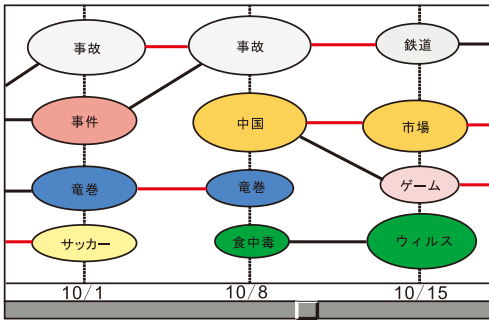 事故
事故
鉄道
事件
中国
市場
竜巻
竜巻
ゲーム
サッカー
食中毒
ウィルス
10/1
10/8
10/15